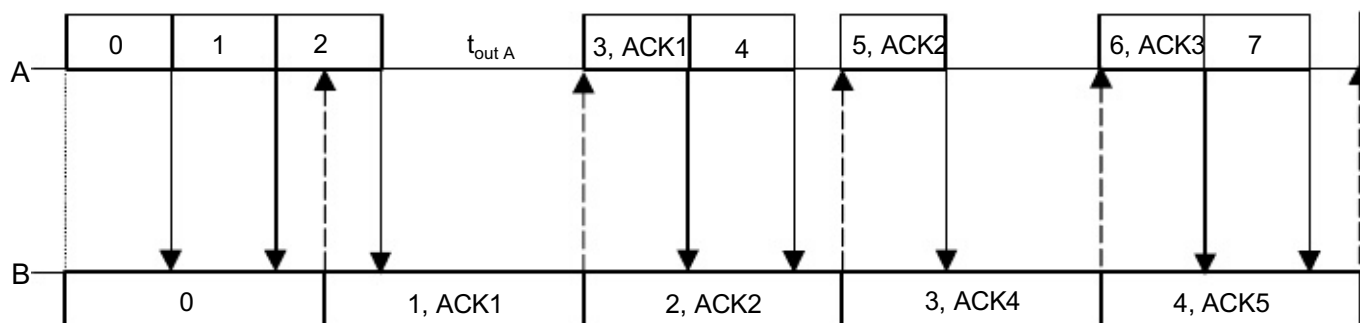 0 1 2 t_out A 3, ACK1 4 5, ACK2 6, ACK3 7
A
B
0 1, ACK1 2, ACK2 3, ACK4 4, ACK5